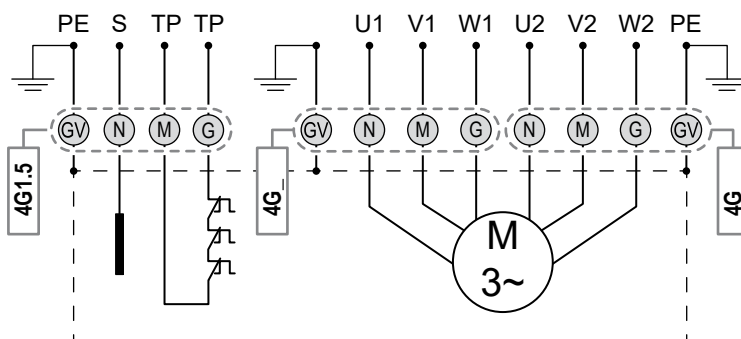 PE S TP TP U1 V1 W1 U2 V2 W2 PE
GV N M G GV N M G N M G GV
4G1.5
4G_
4G
M
3~